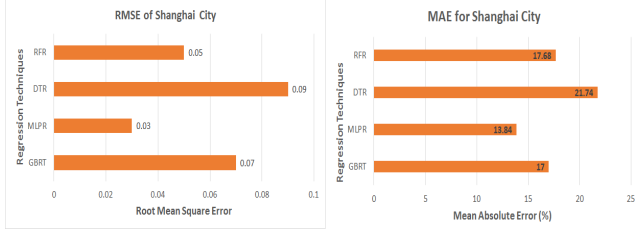 RMSE of Shanghai City
Regression Techniques
RFR
0.05
DTR
0.09
MLPR
0.03
GBRT
0.07
0 0.02 0.04 0.06 0.08 0.1
Root Mean Square Error
MAE for Shanghai City
Regression Techniques
RFR
17.68
DTR
21.74
MLPR
13.84
GBRT
17
0 5 10 15 20 25
Mean Absolute Error (%)